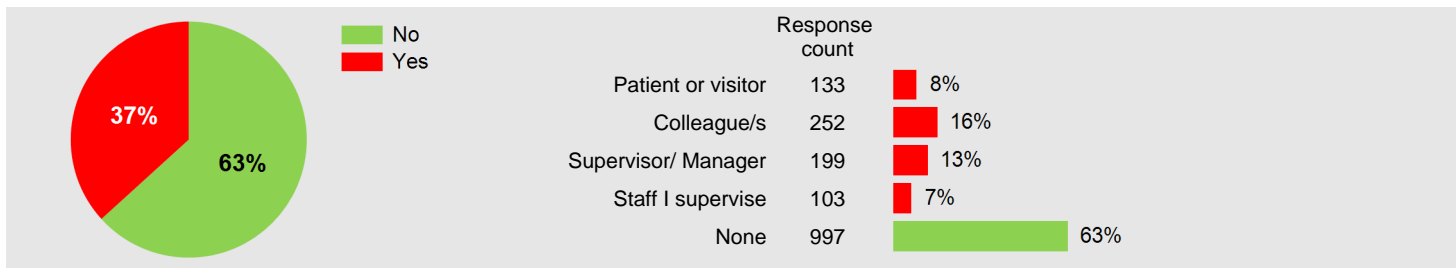 No
Yes
37%
63%
Response
count
Patient or visitor 133 8%
Colleague/s 252 16%
Supervisor/ Manager 199 13%
Staff I supervise 103 7%
None 997 63%